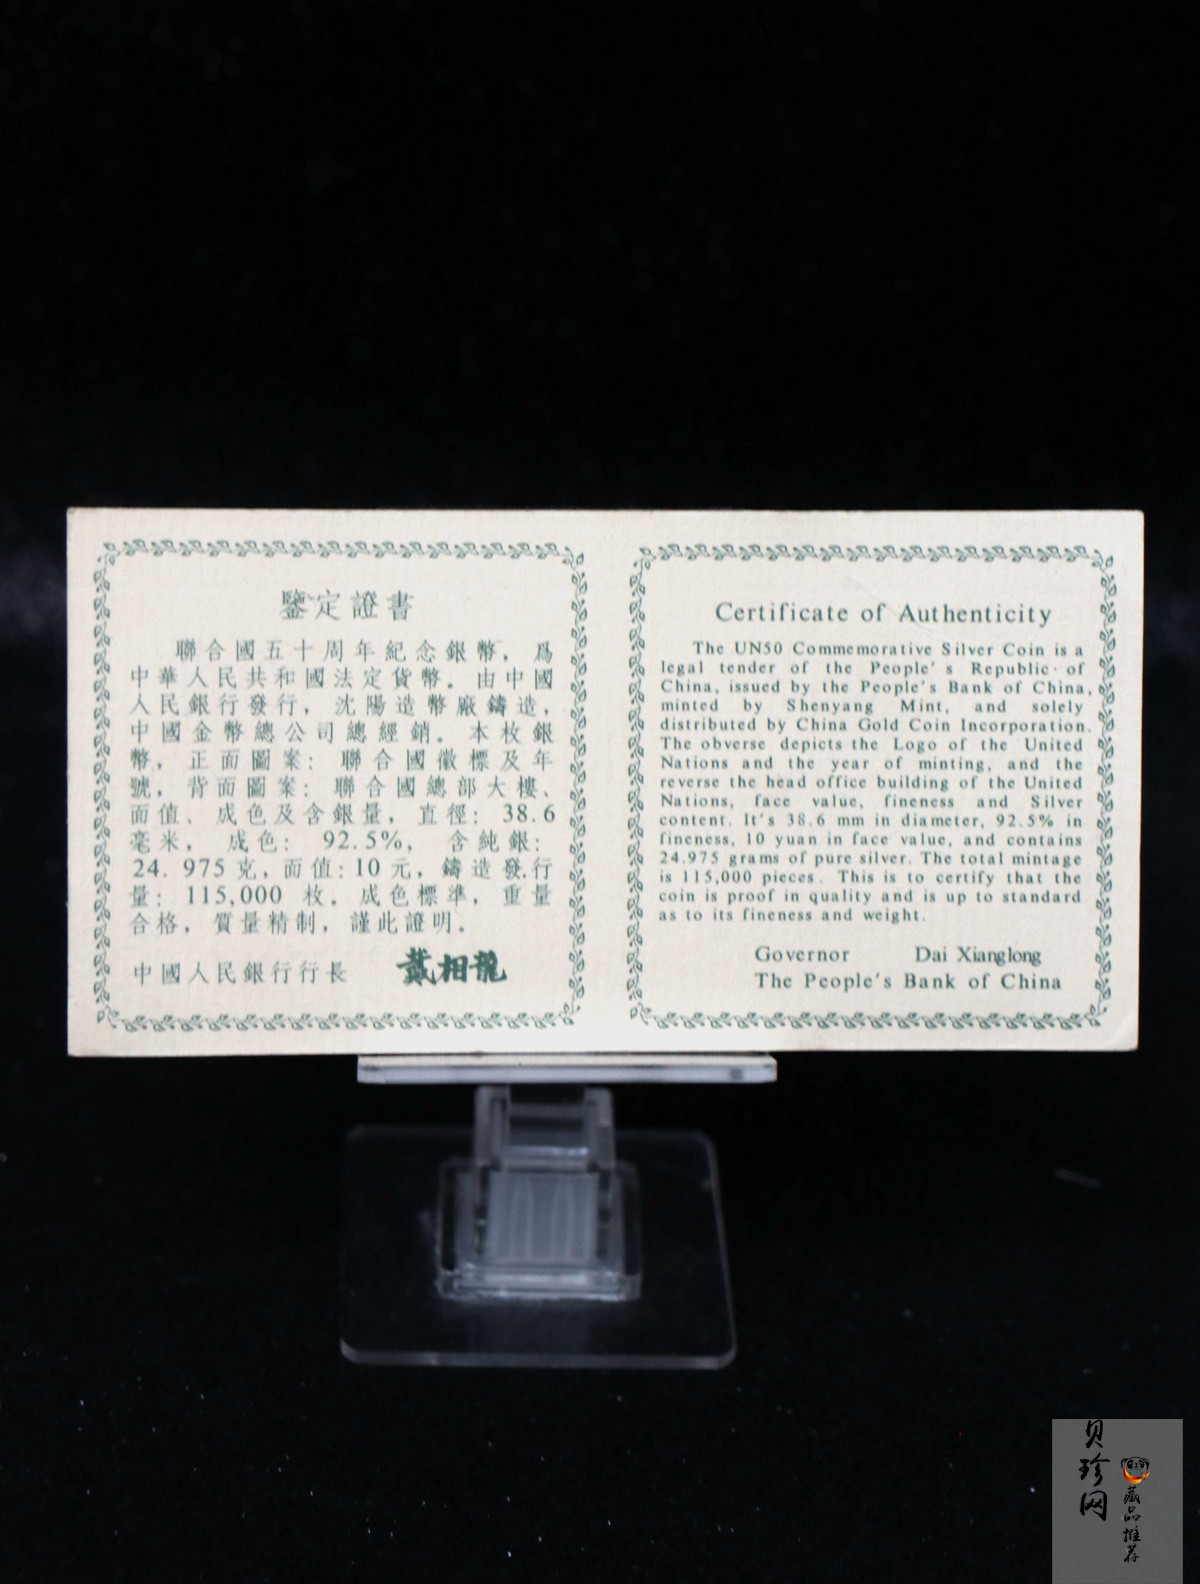 鑒定證書
聯合國五十周年紀念銀幣，爲
中華人民共和國法定貨幣。由中國
人民銀行發行，沈陽造幣廠鑄造，
中國金幣總公司總經銷。本枚銀
幣，正面圖案：聯合國徽標及年
號，背面圖案：聯合國總部大樓、
面值、成色及含銀量，直徑：38.6
毫米，成色：92.5%，含純銀：
24.975克，面值：10元，鑄造發行
量：115,000枚。成色標準，重量
合格，質量精制，謹此證明。
中國人民銀行行長 戴相龍
Certificate of Authenticity
The UN50 Commemorative Silver Coin is a
legal tender of the People's Republic of
China, issued by the People's Bank of China,
minted by Shenyang Mint, and solely
distributed by China Gold Coin Incorporation.
The obverse depicts the Logo of the United
Nations and the year of minting, and the
reverse the head office building of the United
Nations, face value, fineness and Silver
content. It's 38.6 mm in diameter, 92.5% in
fineness, 10 yuan in face value, and contains
24.975 grams of pure silver. The total mintage
is 115,000 pieces. This is to certify that the
coin is proof in quality and is up to standard
as to its fineness and weight.
Governor Dai Xianglong
The People's Bank of China
贝珍网
藏品推荐